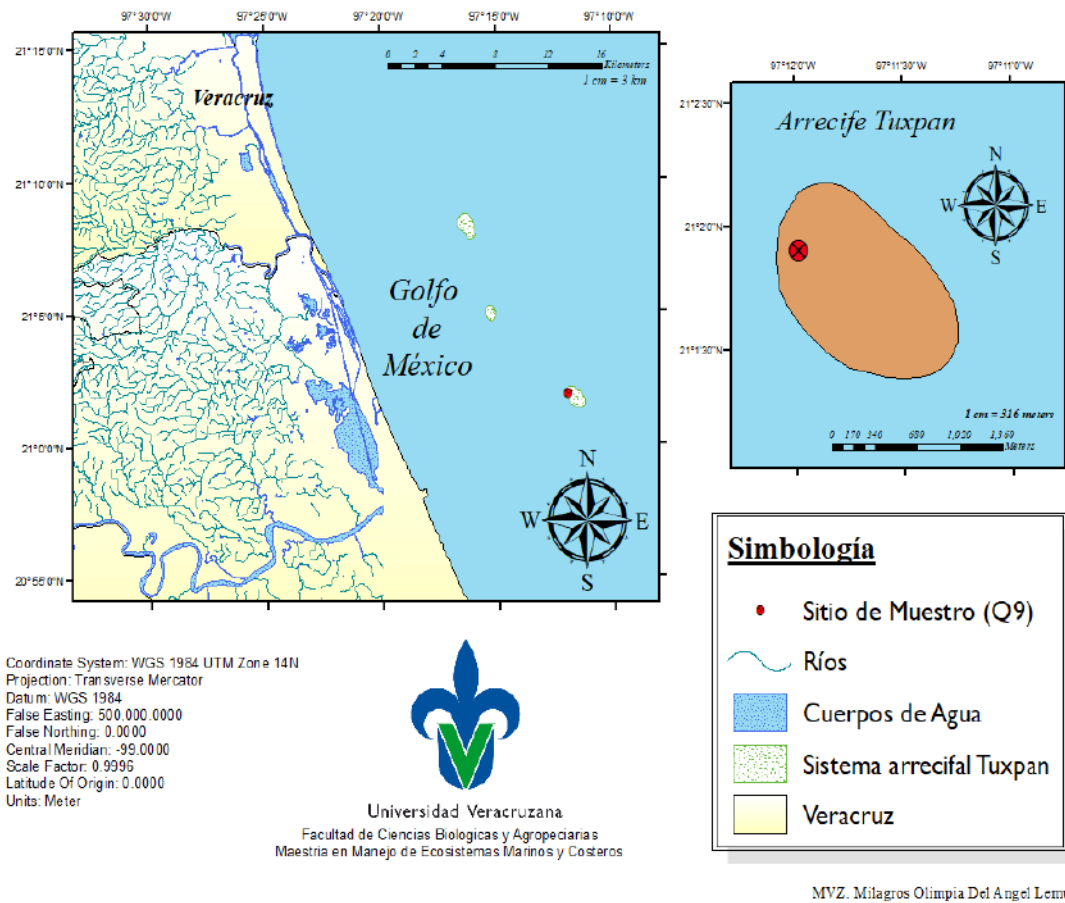 97°30'0"W 97°25'0"W 97°20'0"W 97°15'0"W 97°10'0"W
21°15'0"N
21°10'0"N
21°5'0"N
21°0'0"N
20°55'0"N
0 2 4 8 12 16
Kilometers
1 cm = 3 km
Veracruz
Golfo
de
México
N
W E
S
97°12'0"W 97°11'30"W 97°11'0"W
21°2'30"N
21°2'0"N
21°1'30"N
Arrecife Tuxpan
N
W E
S
1 cm = 316 meters
0 170 340 680 1,020 1,360
Meters
Simbología
Sitio de Muestro (Q9)
Ríos
Cuerpos de Agua
Sistema arrecifal Tuxpan
Veracruz
Coordinate System: WGS 1984 UTM Zone 14N
Projection: Transverse Mercator
Datum: WGS 1984
False Easting: 500,000.0000
False Northing: 0.0000
Central Meridian: -99.0000
Scale Factor: 0.9996
Latitude Of Origin: 0.0000
Units: Meter
Universidad Veracruzana
Facultad de Ciencias Biologicas y Agropeciarias
Maestria en Manejo de Ecosistemas Marinos y Costeros
MVZ. Milagros Olimpia Del Angel